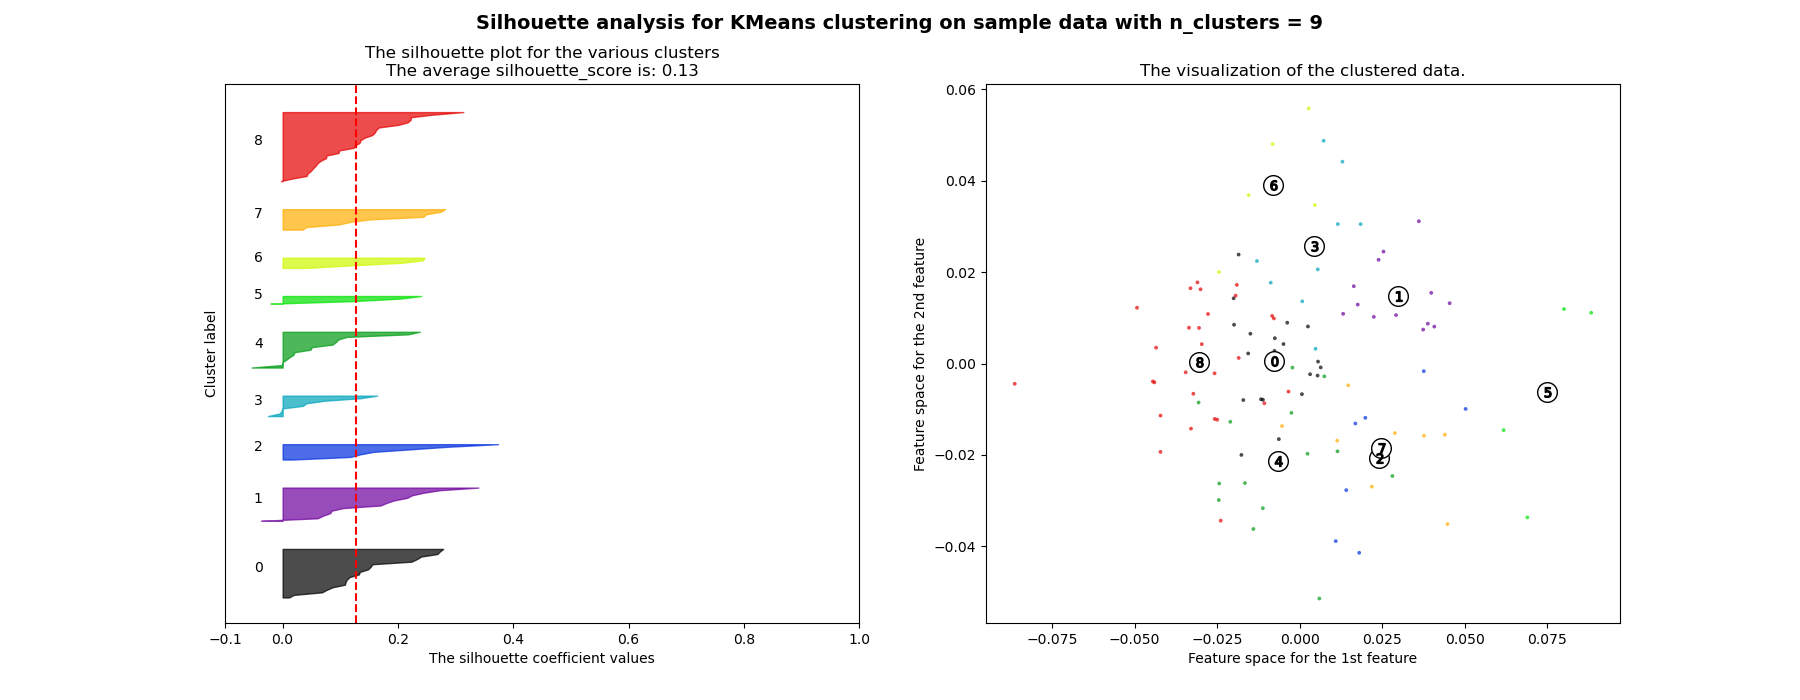 Silhouette analysis for KMeans clustering on sample data with n_clusters = 9
The silhouette plot for the various clusters
The average silhouette_score is: 0.13
8
7
6
5
4
3
2
1
0
Cluster label
−0.1 0.0 0.2 0.4 0.6 0.8 1.0
The silhouette coefficient values
The visualization of the clustered data.
0.06
0.04
0.02
0.00
−0.02
−0.04
Feature space for the 2nd feature
6
3
1
8
0
5
7
2
4
−0.075 −0.050 −0.025 0.000 0.025 0.050 0.075
Feature space for the 1st feature